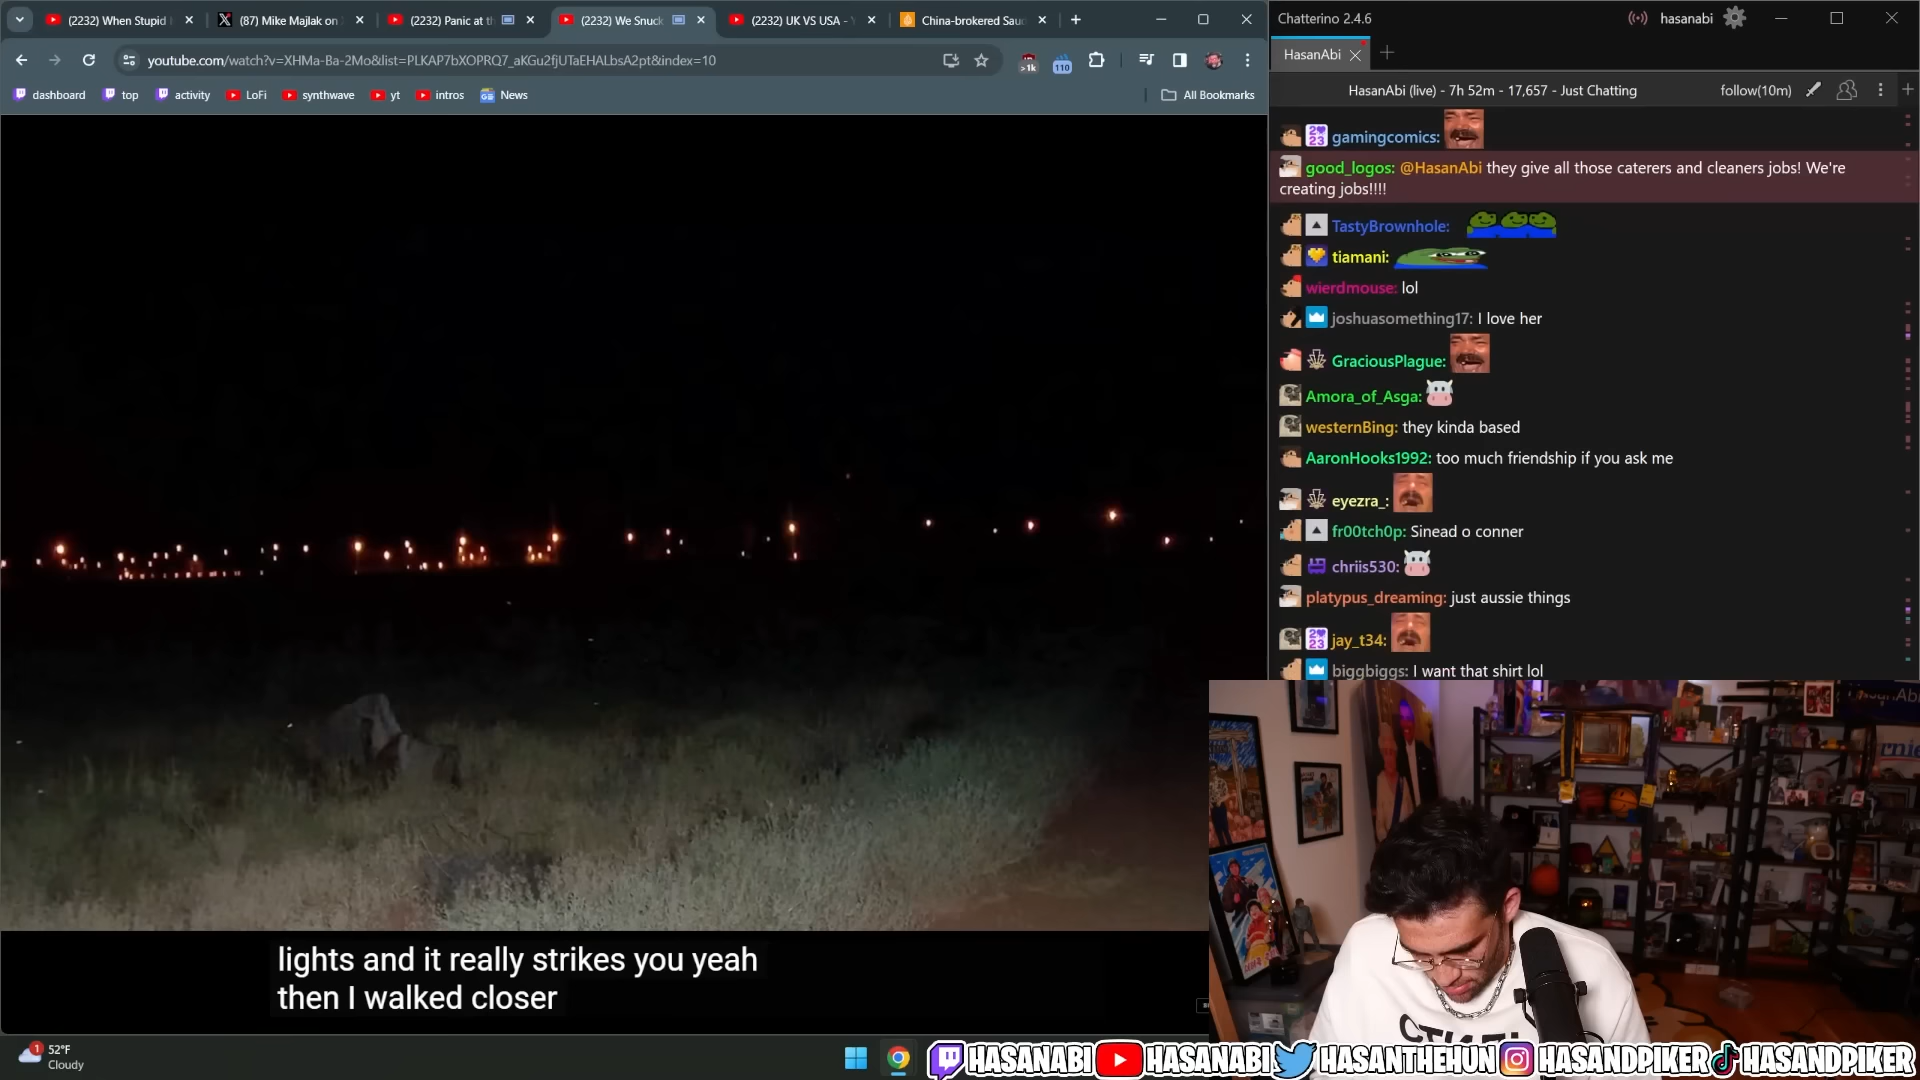 (2232) When Stupid
(87) Mike Majlak on
(2232) Panic at th
(2232) We Snuck
(2232) UK VS USA -
China-brokered Sau
youtube.com/watch?v=XHMa-Ba-2Mo&list=PLKAP7bXOPRQ7_aKGu2fjUTaEHALbsA2pt&index=10
>1k
110
dashboard
top
activity
LoFi
synthwave
yt
intros
News
All Bookmarks
lights and it really strikes you yeah
then I walked closer
1
52°F
Cloudy
Chatterino 2.4.6
hasanabi
HasanAbi
HasanAbi (live) - 7h 52m - 17,657 - Just Chatting
follow(10m)
gamingcomics:
good_logos: @HasanAbi they give all those caterers and cleaners jobs! We're
creating jobs!!!!
TastyBrownhole:
tiamani:
wierdmouse: lol
joshuasomething17: I love her
GraciousPlague:
Amora_of_Asga:
westernBing: they kinda based
AaronHooks1992: too much friendship if you ask me
eyezra_:
fr00tch0p: Sinead o conner
chriis530:
platypus_dreaming: just aussie things
jay_t34:
biggbiggs: I want that shirt lol
HASANABI
HASANABI
HASANTHEHUN
HASANDPIKER
HASANDPIKER